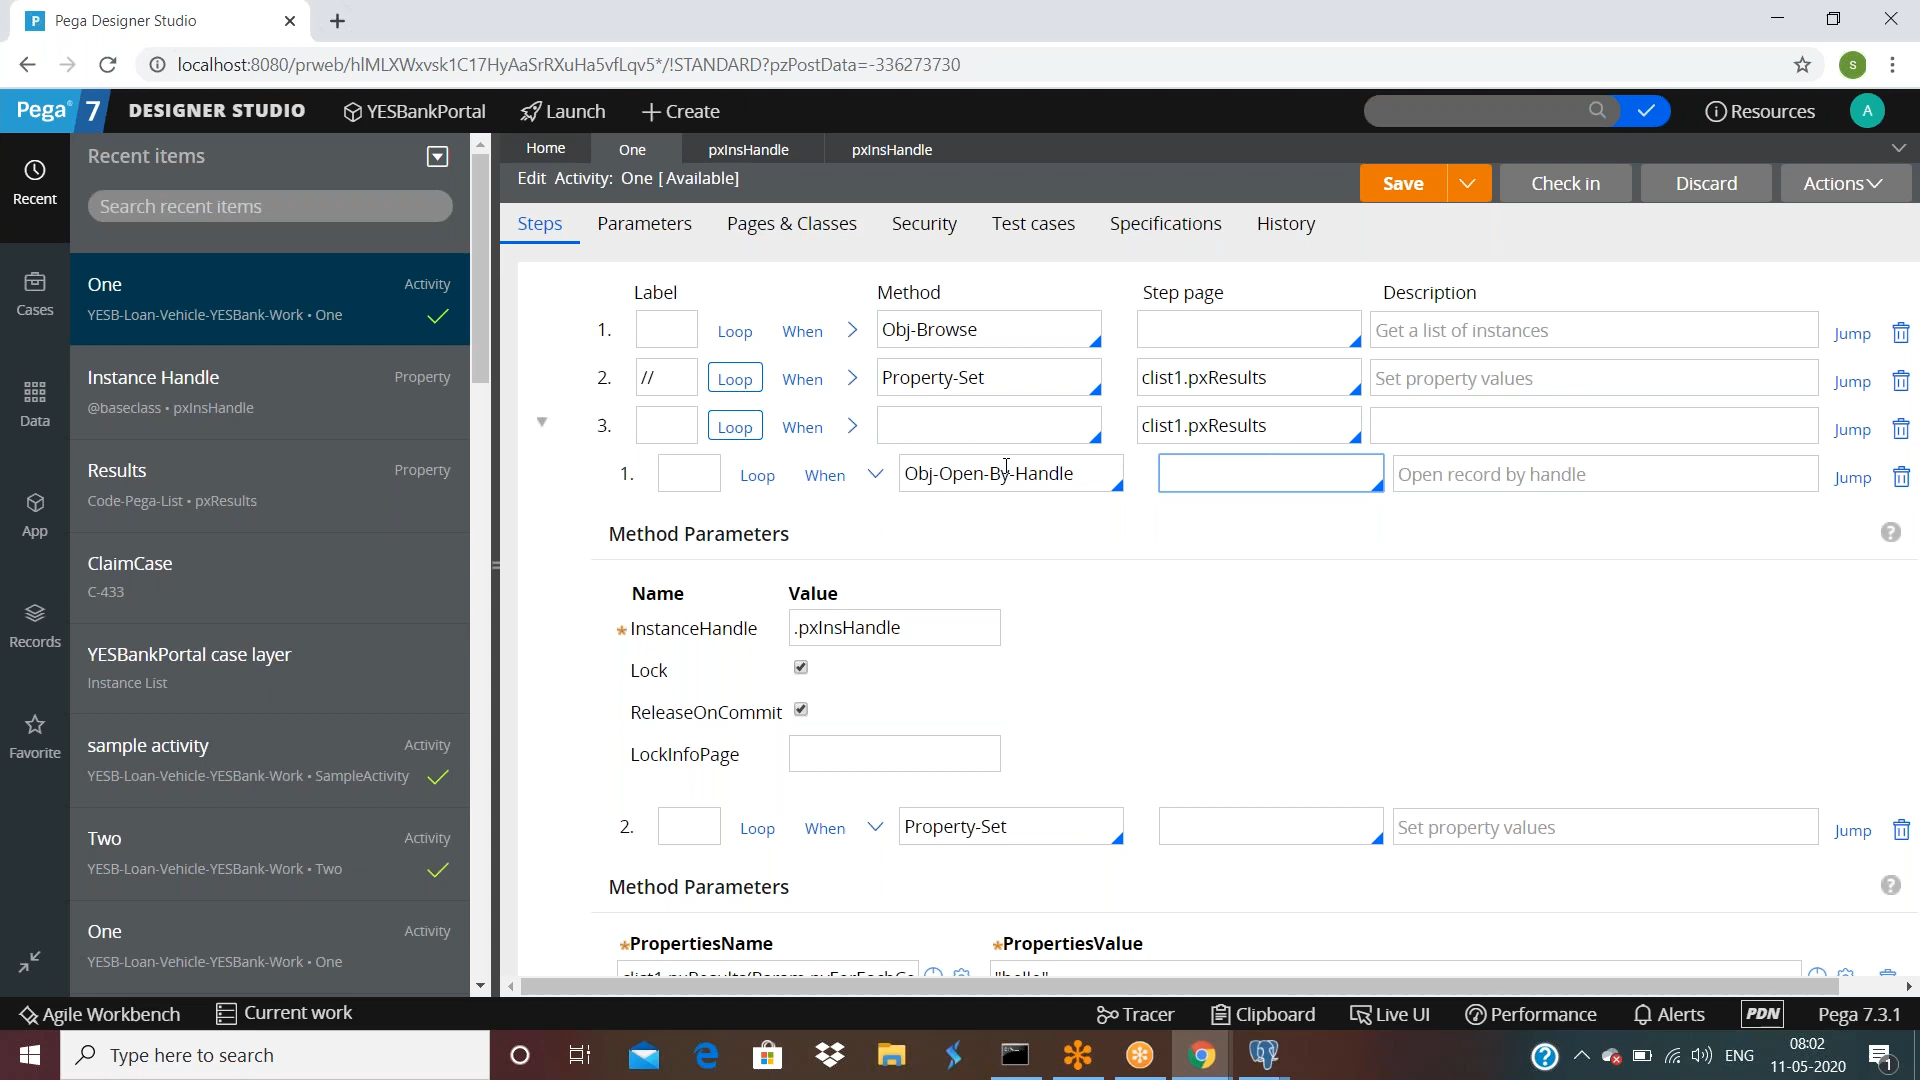 Pega Designer Studio
localhost:8080/prweb/hIMLXWxvsk1C17HyAaSrRXuHa5vfLqv5*/!STANDARD?pzPostData=-336273730
s
Pega 7 DESIGNER STUDIO YESBankPortal Launch Create Resources A
Recent items
Search recent items
Recent
Cases
Data
App
Records
Favorite
One Activity
YESB-Loan-Vehicle-YESBank-Work • One
Instance Handle Property
@baseclass • pxInsHandle
Results Property
Code-Pega-List • pxResults
ClaimCase
C-433
YESBankPortal case layer
Instance List
sample activity Activity
YESB-Loan-Vehicle-YESBank-Work • SampleActivity
Two Activity
YESB-Loan-Vehicle-YESBank-Work • Two
One Activity
YESB-Loan-Vehicle-YESBank-Work • One
Home One pxInsHandle pxInsHandle
Edit Activity: One [ Available]
Save Check in Discard Actions
Steps Parameters Pages & Classes Security Test cases Specifications History
Label Method Step page Description
1. Loop When Obj-Browse Get a list of instances Jump
2. // Loop When Property-Set clist1.pxResults Set property values Jump
3. Loop When clist1.pxResults Jump
1. Loop When Obj-Open-By-Handle Open record by handle Jump
Method Parameters ?
Name Value
*InstanceHandle .pxInsHandle
Lock
ReleaseOnCommit
LockInfoPage
2. Loop When Property-Set Set property values Jump
Method Parameters ?
*PropertiesName *PropertiesValue
"hello"
Agile Workbench Current work Tracer Clipboard Live UI Performance Alerts PDN Pega 7.3.1
Type here to search
ENG
08:02
11-05-2020
1